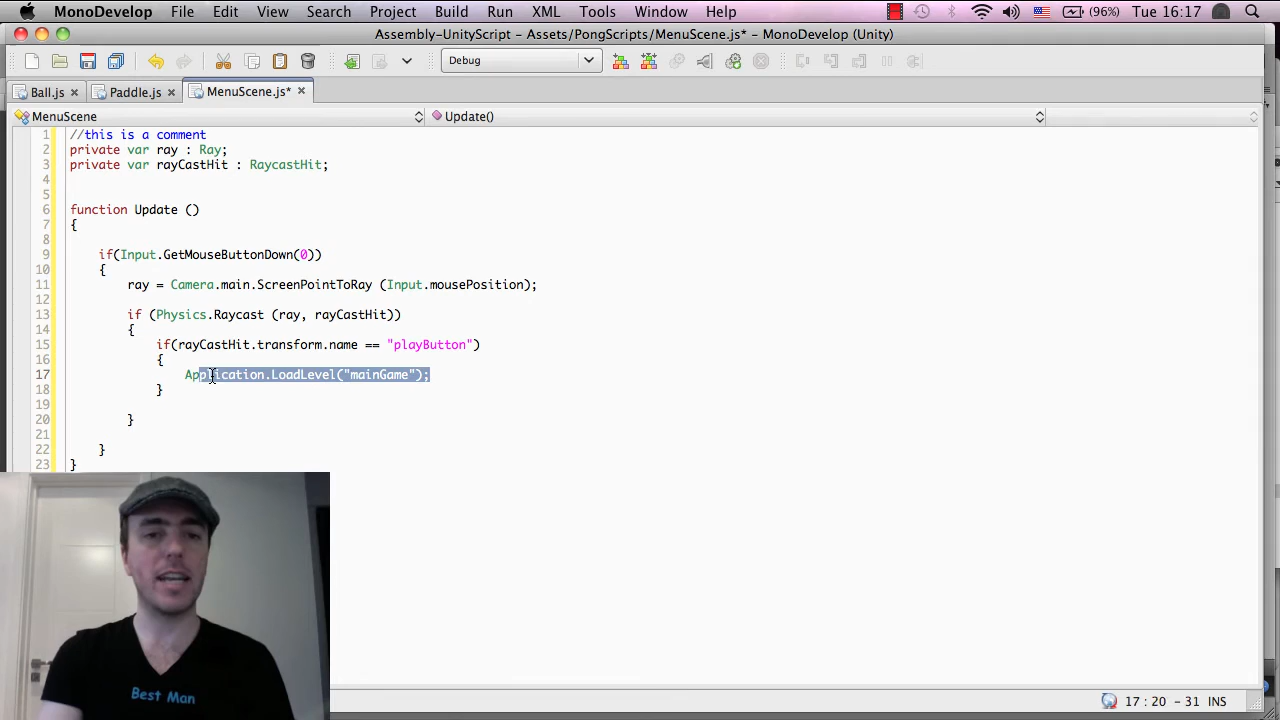 MonoDevelop File Edit View Search Project Build Run XML Tools Window Help (96%) Tue 16:17
Assembly-UnityScript - Assets/PongScripts/MenuScene.js* - MonoDevelop (Unity)
Debug
Ball.js Paddle.js MenuScene.js*
MenuScene Update()
1 //this is a comment
2 private var ray : Ray;
3 private var rayCastHit : RaycastHit;
4
5
6 function Update ()
7 {
8
9 if(Input.GetMouseButtonDown(0))
10 {
11 ray = Camera.main.ScreenPointToRay (Input.mousePosition);
12
13 if (Physics.Raycast (ray, rayCastHit))
14 {
15 if(rayCastHit.transform.name == "playButton")
16 {
17 Application.LoadLevel("mainGame");
18 }
19
20 }
21
22 }
23 }
Best Man
17 : 20 - 31 INS